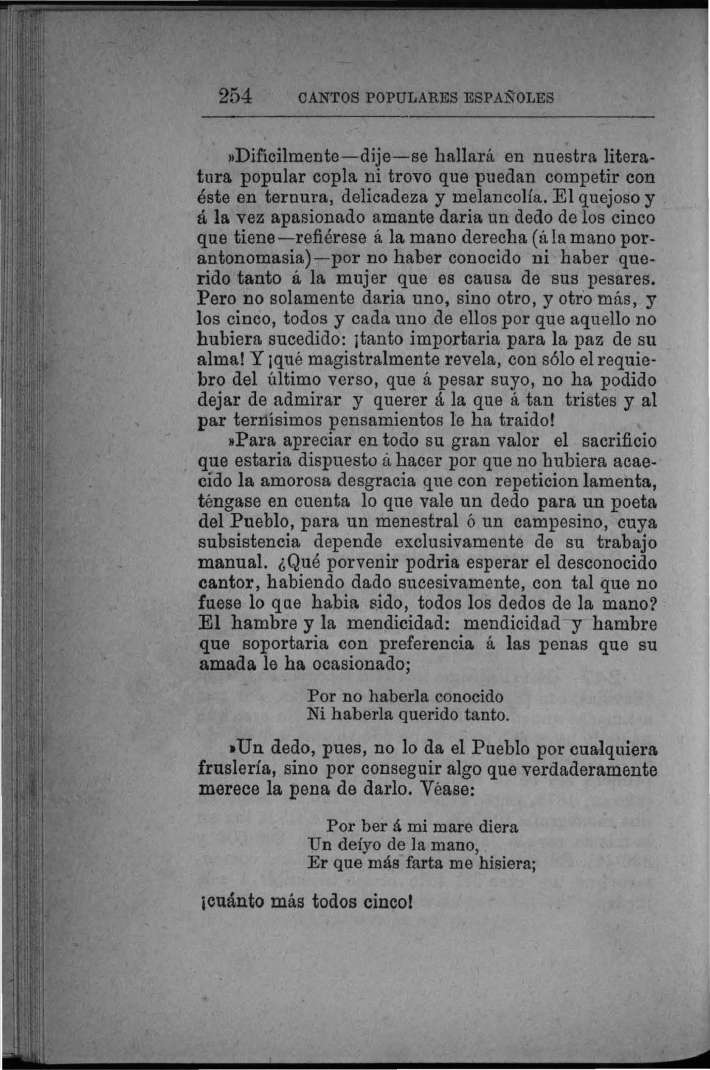 254 CANTOS POPULARES ESPAÑOLES
»Dificilmente—dije—se hallará en nuestra litera-
tura popular copla ni trovo que puedan competir con
éste en ternura, delicadeza y melancolía. El quejoso y
á la vez apasionado amante daria un dedo de los cinco
que tiene—refiérese á la mano derecha (á la mano por-
antonomasia)—por no haber conocido ni haber que-
rido tanto á la mujer que es causa de sus pesares.
Pero no solamente daria uno, sino otro, y otro más, y
los cinco, todos y cada uno de ellos por que aquello no
hubiera sucedido: ¡tanto importaria para la paz de su
alma! Y ¡qué magistralmente revela, con sólo el requie-
bro del último verso, que á pesar suyo, no ha podido
dejar de admirar y querer á la que á tan tristes y al
par ternísimos pensamientos le ha traido!
»Para apreciar en todo su gran valor el sacrificio
que estaria dispuesto á hacer por que no hubiera acae-
cido la amorosa desgracia que con repeticion lamenta,
téngase en cuenta lo que vale un dedo para un poeta
del Pueblo, para un menestral ó un campesino, cuya
subsistencia depende exclusivamente de su trabajo
manual. ¿Qué porvenir podria esperar el desconocido
cantor, habiendo dado sucesivamente, con tal que no
fuese lo que habia sido, todos los dedos de la mano?
El hambre y la mendicidad: mendicidad y hambre
que soportaria con preferencia á las penas que su
amada le ha ocasionado;
Por no haberla conocido
Ni haberla querido tanto.
»Un dedo, pues, no lo da el Pueblo por cualquiera
fruslería, sino por conseguir algo que verdaderamente
merece la pena de darlo. Véase:
Por ber á mi mare diera
Un deíyo de la mano,
Er que más farta me hisiera;
¡cuánto más todos cinco!